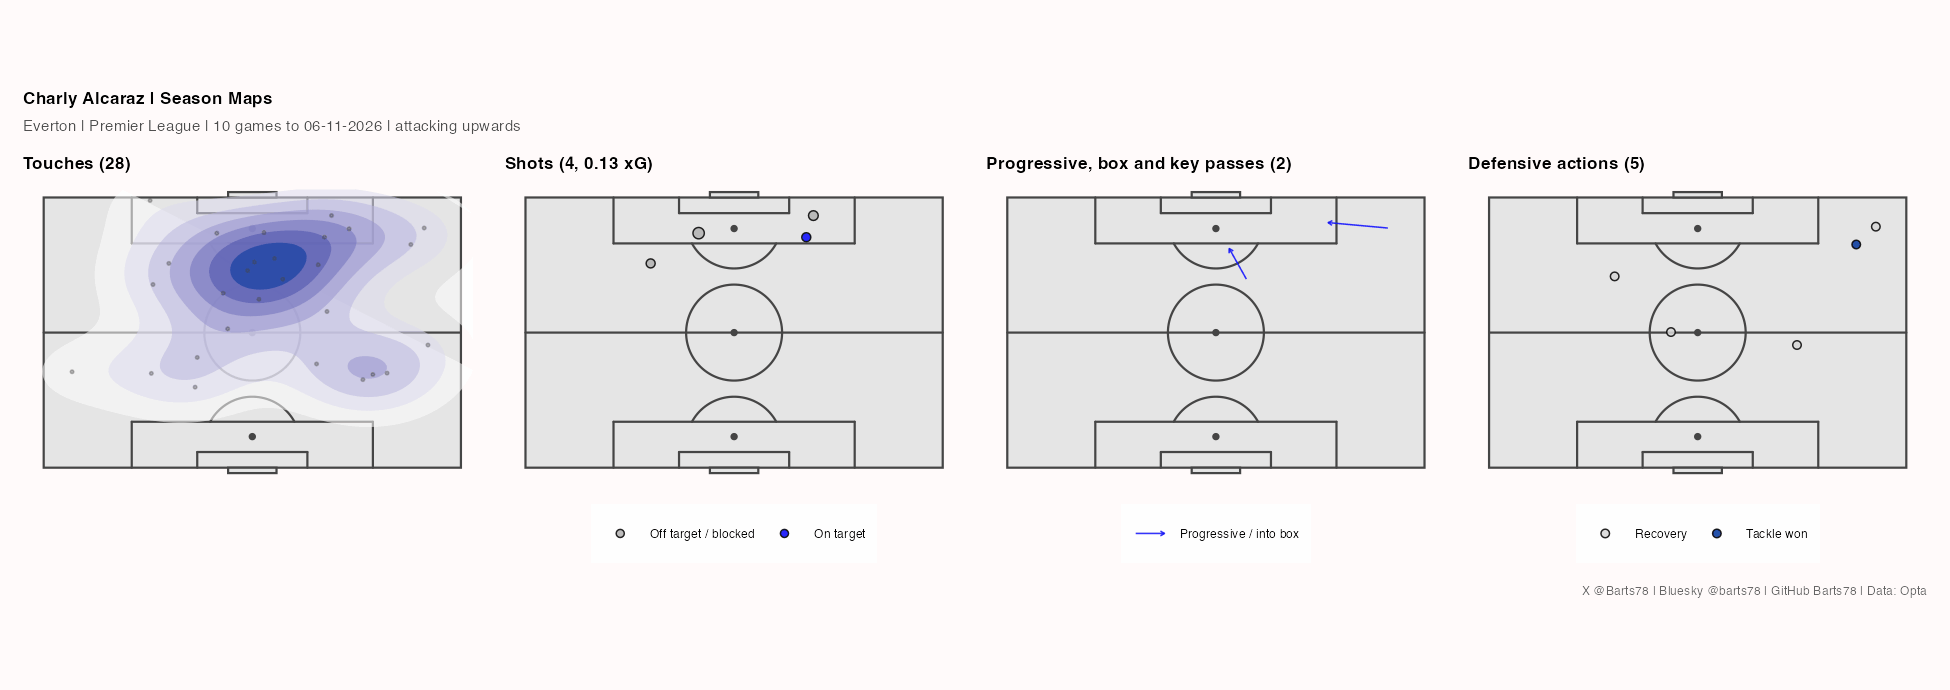 Charly Alcaraz | Season Maps
Everton | Premier League | 10 games to 06-11-2026 | attacking upwards
Touches (28)
Shots (4, 0.13 xG)
Progressive, box and key passes (2)
Defensive actions (5)
Off target / blocked
On target
Progressive / into box
Recovery
Tackle won
X @Barts78 | Bluesky @barts78 | GitHub Barts78 | Data: Opta